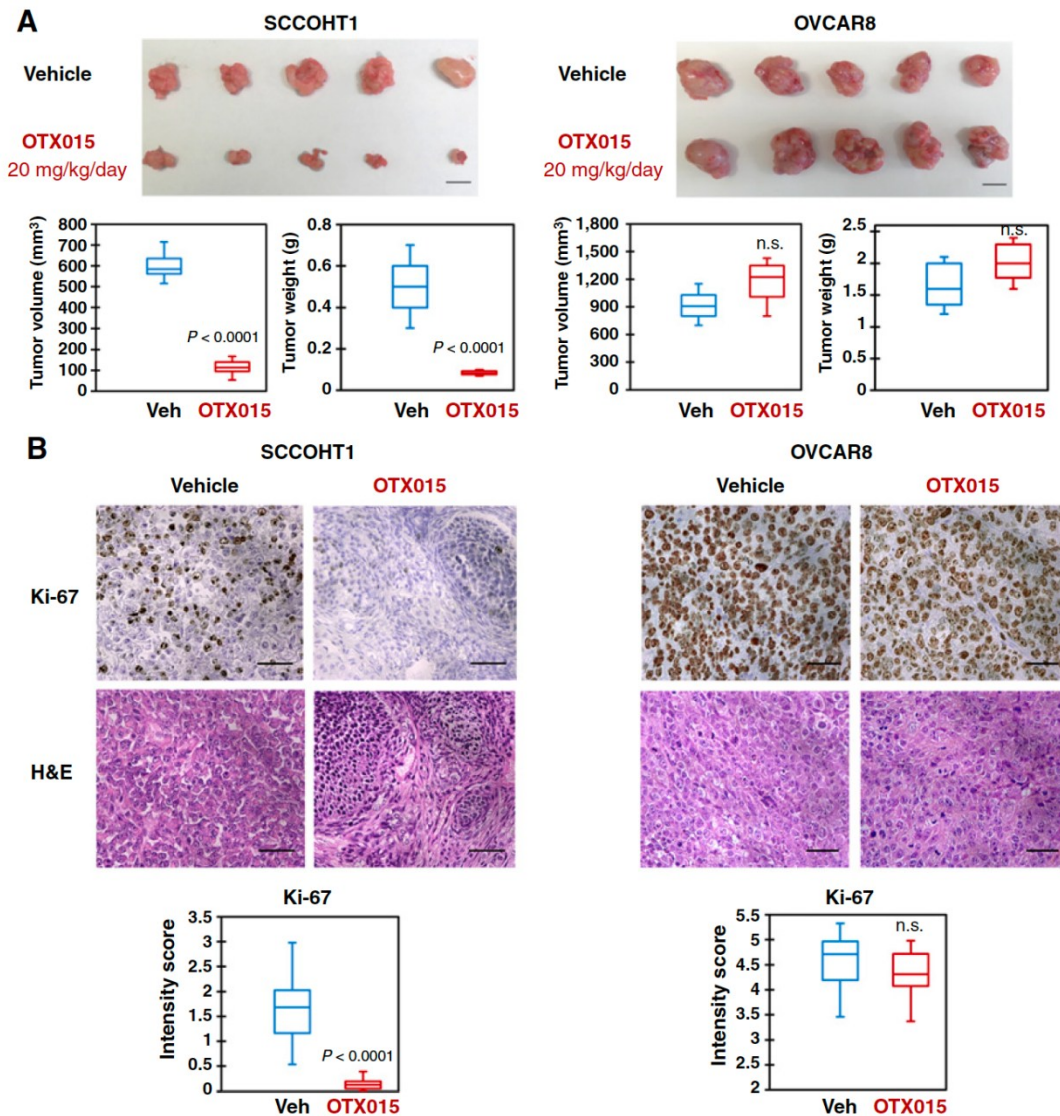 A
SCCOHT1
OVCAR8
Vehicle
Vehicle
OTX015
20 mg/kg/day
OTX015
20 mg/kg/day
Tumor volume (mm³)
800
700
600
500
400
300
200
100
0
P < 0.0001
Veh OTX015
Tumor weight (g)
0.8
0.6
0.4
0.2
0
P < 0.0001
Veh OTX015
Tumor volume (mm³)
1,800
1,500
1,200
900
600
300
0
n.s.
Veh OTX015
Tumor weight (g)
2.5
2
1.5
1
0.5
0
n.s.
Veh OTX015
B
SCCOHT1
OVCAR8
Vehicle OTX015
Vehicle OTX015
Ki-67
H&E
Ki-67
Intensity score
3.5
3
2.5
2
1.5
1
0.5
0
P < 0.0001
Veh OTX015
Ki-67
Intensity score
5.5
5
4.5
4
3.5
3
2.5
2
n.s.
Veh OTX015